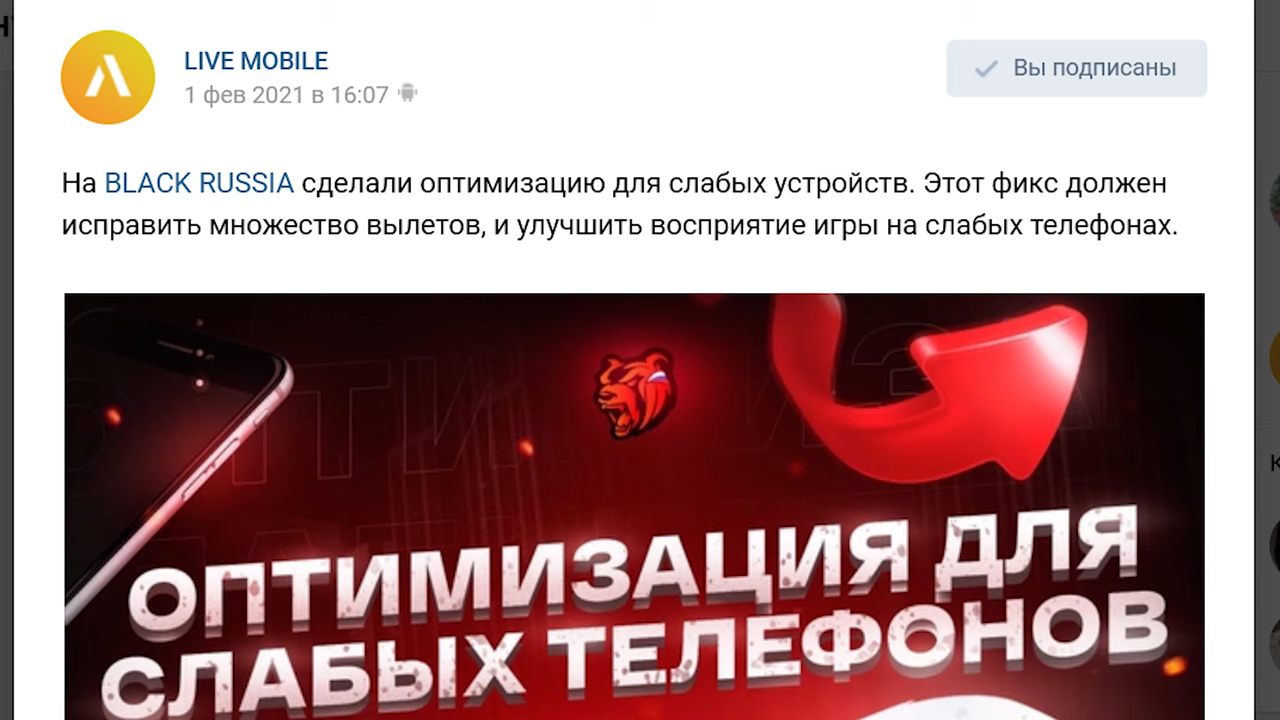 LIVE MOBILE
1 фев 2021 в 16:07
Вы подписаны
На BLACK RUSSIA сделали оптимизацию для слабых устройств. Этот фикс должен
исправить множество вылетов, и улучшить восприятие игры на слабых телефонах.
ОПТИМИЗАЦИЯ ДЛЯ
СЛАБЫХ ТЕЛЕФОНОВ